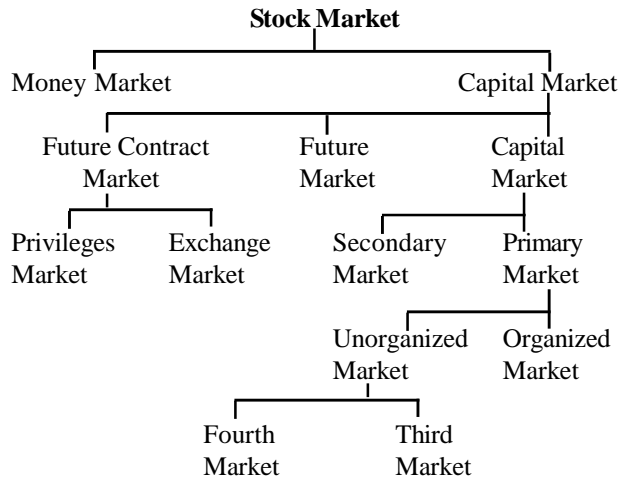 Stock Market
Money Market
Capital Market
Future Contract
Market
Future
Market
Capital
Market
Privileges
Market
Exchange
Market
Secondary
Market
Primary
Market
Unorganized
Market
Organized
Market
Fourth
Market
Third
Market